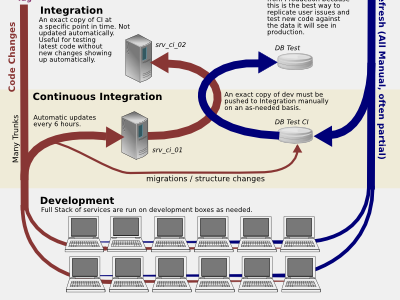 Integration
An exact copy of CI at
a specific point in time. Not
updated automatically.
Useful for testing
latest code without
new changes showing
up automatically.
srv_ci_02
this is the best way to
replicate user issues and
test new code against
the data it will see in
production.
DB Test
Code Changes
efresh (All Manual, often partial)
Continuous Integration
Automatic updates
every 6 hours.
An exact copy of dev must be
pushed to Integration manually
on an as-needed basis.
DB Test CI
Many Trunks
srv_ci_01
migrations / structure changes
Development
Full Stack of services are run on development boxes as needed.